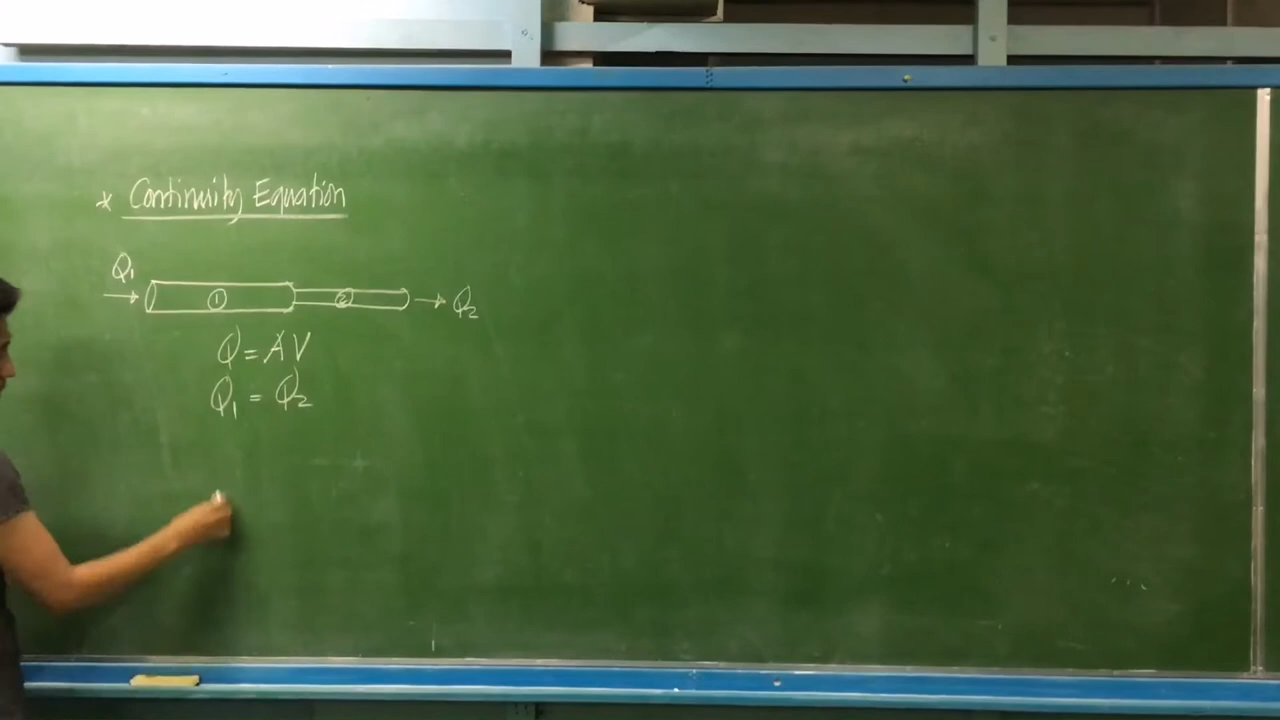 * Continuity Equation
Q₁
① ② Q₂
Q = AV
Q₁ = Q₂